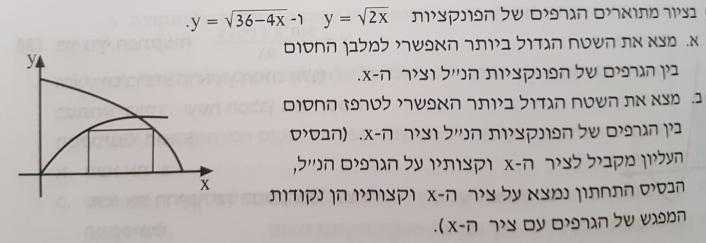 בציור מתוארים הגרפים של הפונקציות y = √2x ו- y = √36−4x.
א. מצא את השטח הגדול ביותר האפשרי למלבן החסום
בין הגרפים של הפונקציות הנ״ל וציר ה-x.
ב. מצא את השטח הגדול ביותר האפשרי לטרפז החסום
בין הגרפים של הפונקציות הנ״ל וציר ה-x. (הבסיס
העליון מקביל לציר ה-x וקצותיו על הגרפים הנ״ל,
הבסיס התחתון נמצא על ציר ה-x וקצותיו הן נקודות
המפגש של הגרפים עם ציר ה-x).
y
x